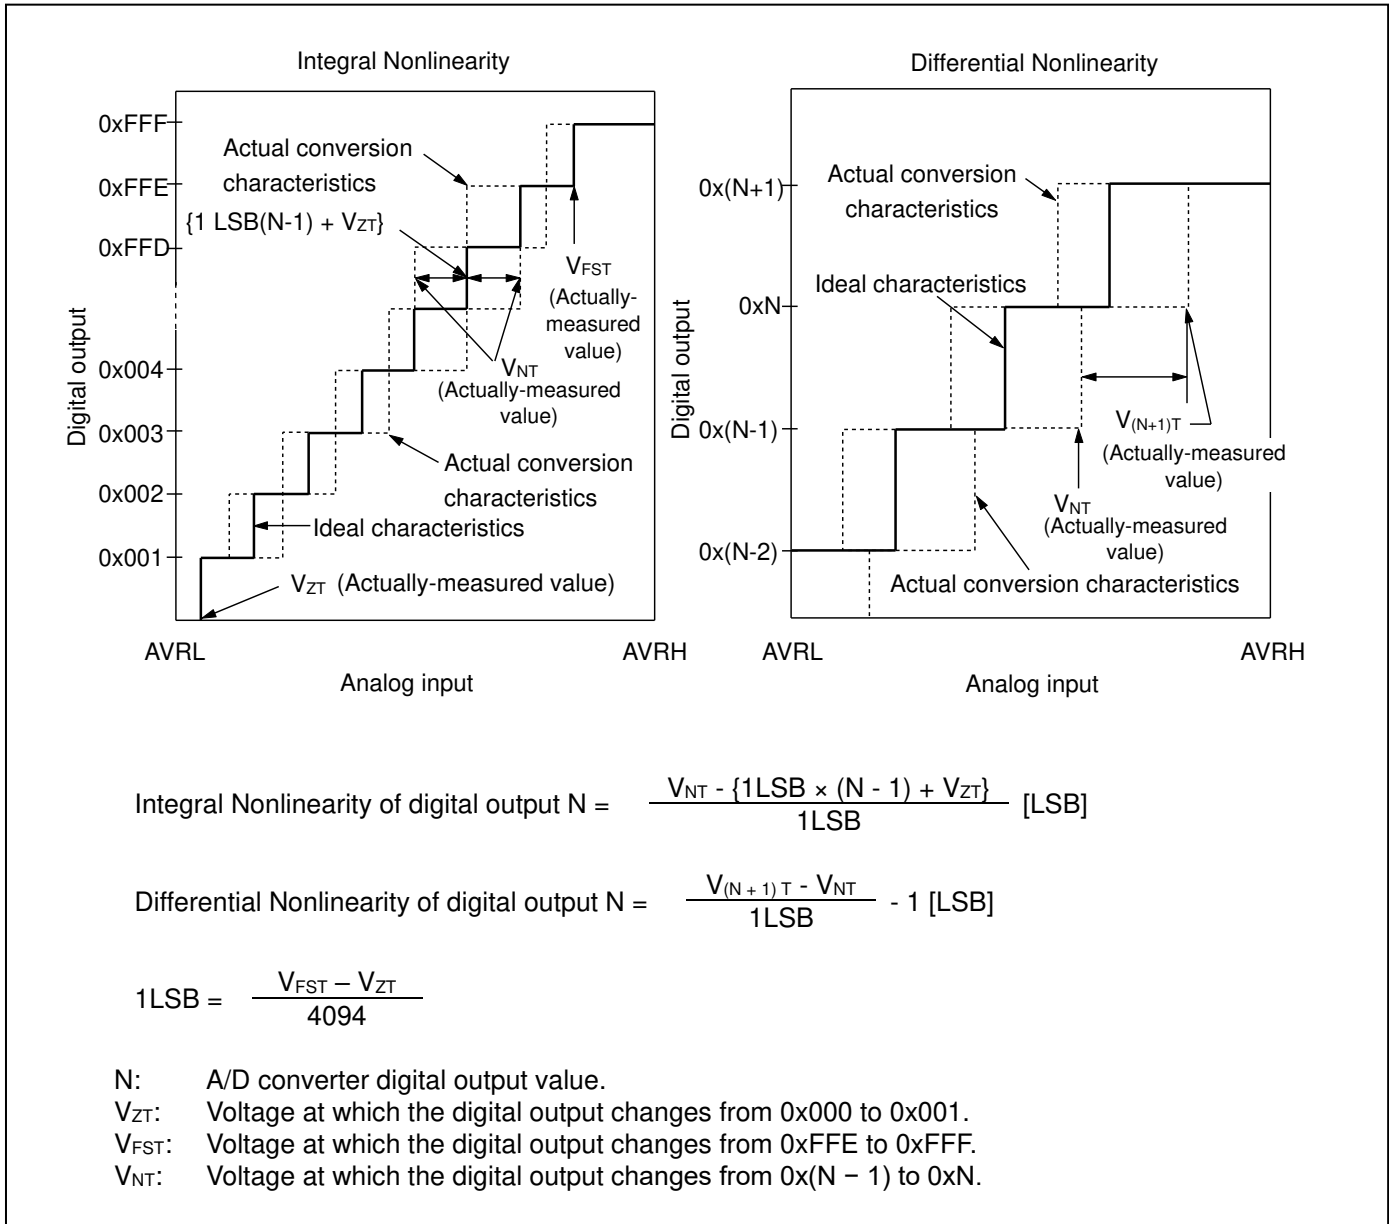 Integral Nonlinearity
0xFFF
0xFFE
0xFFD
0x004
0x003
0x002
0x001
Digital output
Actual conversion
characteristics
{1 LSB(N-1) + VZT}
VFST
(Actually-
measured
value)
VNT
(Actually-measured
value)
Actual conversion
characteristics
Ideal characteristics
VZT (Actually-measured value)
AVRL
AVRH
Analog input
Differential Nonlinearity
0x(N+1)
0xN
0x(N-1)
0x(N-2)
Digital output
Actual conversion
characteristics
Ideal characteristics
V(N+1)T
(Actually-measured
value)
VNT
(Actually-measured
value)
Actual conversion characteristics
AVRL
AVRH
Analog input
Integral Nonlinearity of digital output N = VNT - {1LSB × (N - 1) + VZT} [LSB]
1LSB
Differential Nonlinearity of digital output N = V(N + 1) T - VNT - 1 [LSB]
1LSB
1LSB = VFST – VZT
4094
N: A/D converter digital output value.
VZT: Voltage at which the digital output changes from 0x000 to 0x001.
VFST: Voltage at which the digital output changes from 0xFFE to 0xFFF.
VNT: Voltage at which the digital output changes from 0x(N − 1) to 0xN.